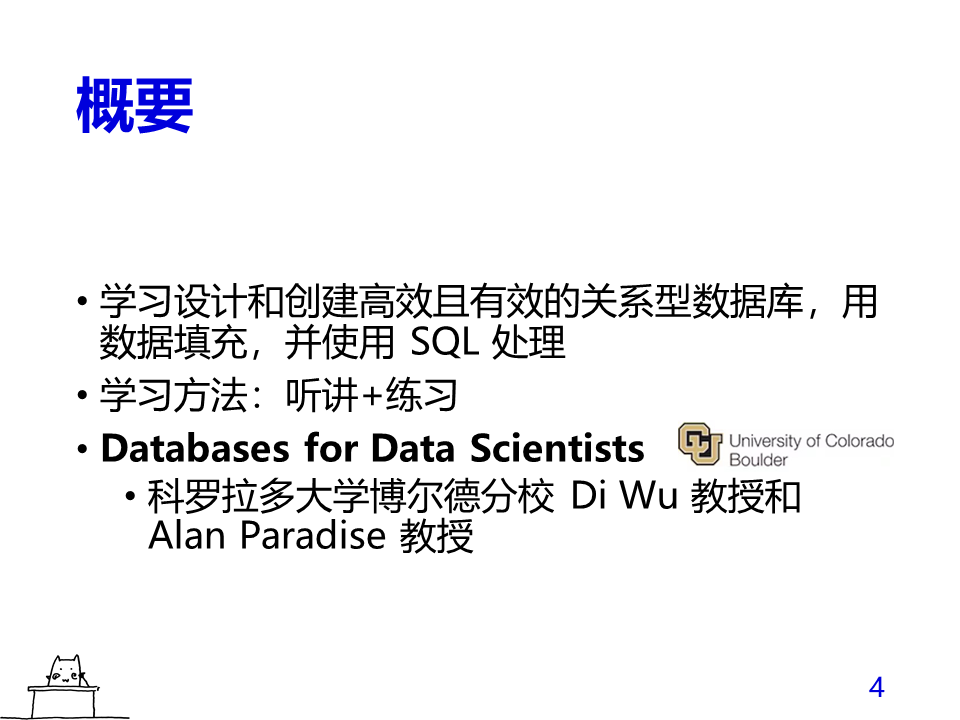 概要
• 学习设计和创建高效且有效的关系型数据库，用
数据填充，并使用 SQL 处理
• 学习方法：听讲+练习
• Databases for Data Scientists
University of Colorado
Boulder
• 科罗拉多大学博尔德分校 Di Wu 教授和
Alan Paradise 教授
4